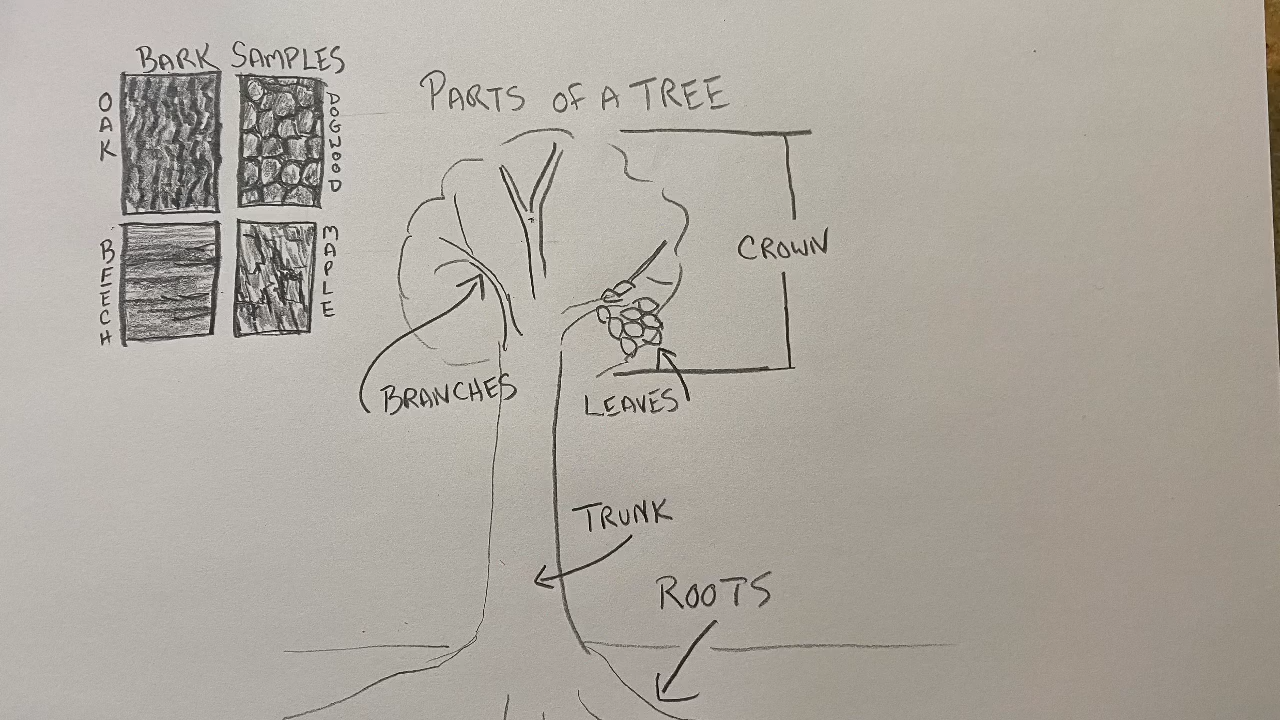 BARK SAMPLES
OAK
DOGWOOD
BEECH
MAPLE
PARTS OF A TREE
CROWN
BRANCHES
LEAVES
TRUNK
ROOTS